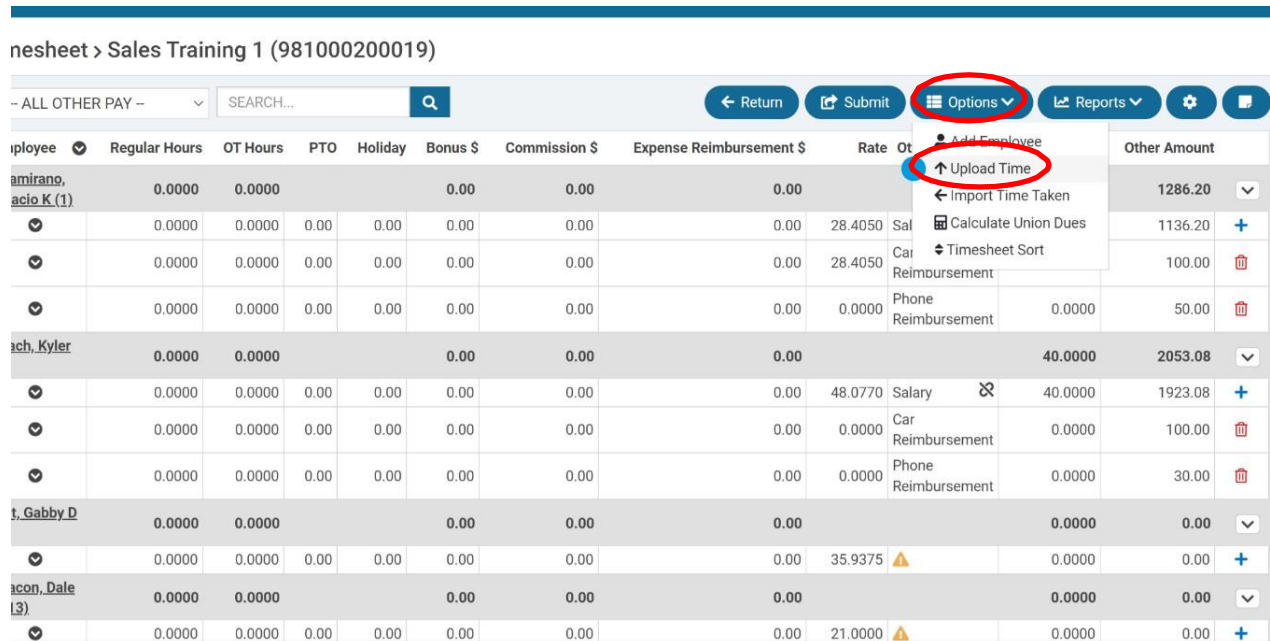 mesheet > Sales Training 1 (981000200019)
-- ALL OTHER PAY -- SEARCH... Return Submit Options Reports
Regular Hours OT Hours PTO Holiday Bonus $ Commission $ Expense Reimbursement $ Rate Ot Other Amount
Add Employee
Upload Time
Import Time Taken
Calculate Union Dues
Timesheet Sort
amirano,
acio K (1) 0.0000 0.0000 0.00 0.00 0.00 1286.20
0.0000 0.0000 0.00 0.00 0.00 0.00 0.00 28.4050 Sal 1136.20
0.0000 0.0000 0.00 0.00 0.00 0.00 0.00 28.4050 Car
Reimbursement 100.00
0.0000 0.0000 0.00 0.00 0.00 0.00 0.00 0.0000 Phone
Reimbursement 0.0000 50.00
ach, Kyler 0.0000 0.0000 0.00 0.00 0.00 40.0000 2053.08
0.0000 0.0000 0.00 0.00 0.00 0.00 0.00 48.0770 Salary 40.0000 1923.08
0.0000 0.0000 0.00 0.00 0.00 0.00 0.00 0.0000 Car
Reimbursement 0.0000 100.00
0.0000 0.0000 0.00 0.00 0.00 0.00 0.00 0.0000 Phone
Reimbursement 0.0000 30.00
t, Gabby D 0.0000 0.0000 0.00 0.00 0.00 0.0000 0.00
0.0000 0.0000 0.00 0.00 0.00 0.00 0.00 35.9375 0.0000 0.00
acon, Dale
13) 0.0000 0.0000 0.00 0.00 0.00 0.0000 0.00
0.0000 0.0000 0.00 0.00 0.00 0.00 0.00 21.0000 0.0000 0.00